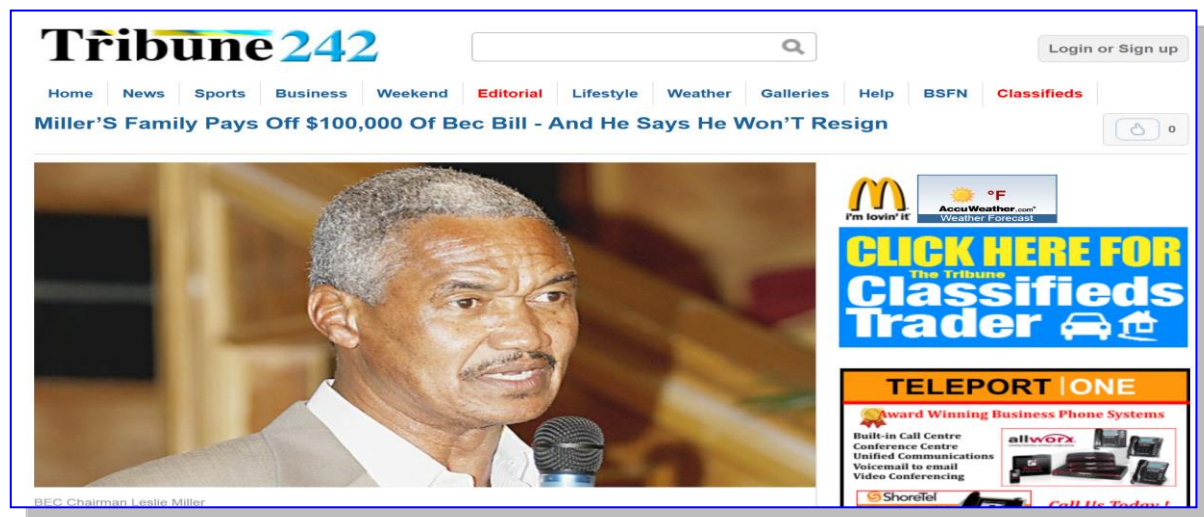 Tribune242
Login or Sign up
Home News Sports Business Weekend Editorial Lifestyle Weather Galleries Help BSFN Classifieds
Miller'S Family Pays Off $100,000 Of Bec Bill - And He Says He Won'T Resign
0
i'm lovin' it
°F
AccuWeather.com
Weather Forecast
CLICK HERE FOR
The Tribune
Classifieds
Trader
TELEPORT ONE
Award Winning Business Phone Systems
Built-in Call Centre
Conference Centre
Unified Communications
Voicemail to email
Video Conferencing
allworx
ShoreTel
Call Us Today!
BEC Chairman Leslie Miller